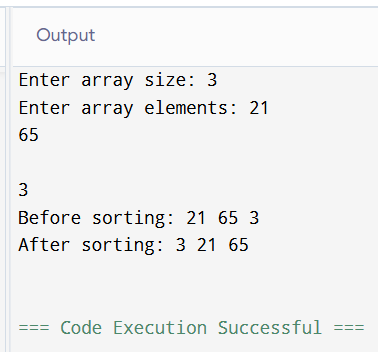 Output
Enter array size: 3
Enter array elements: 21
65
3
Before sorting: 21 65 3
After sorting: 3 21 65
=== Code Execution Successful ===